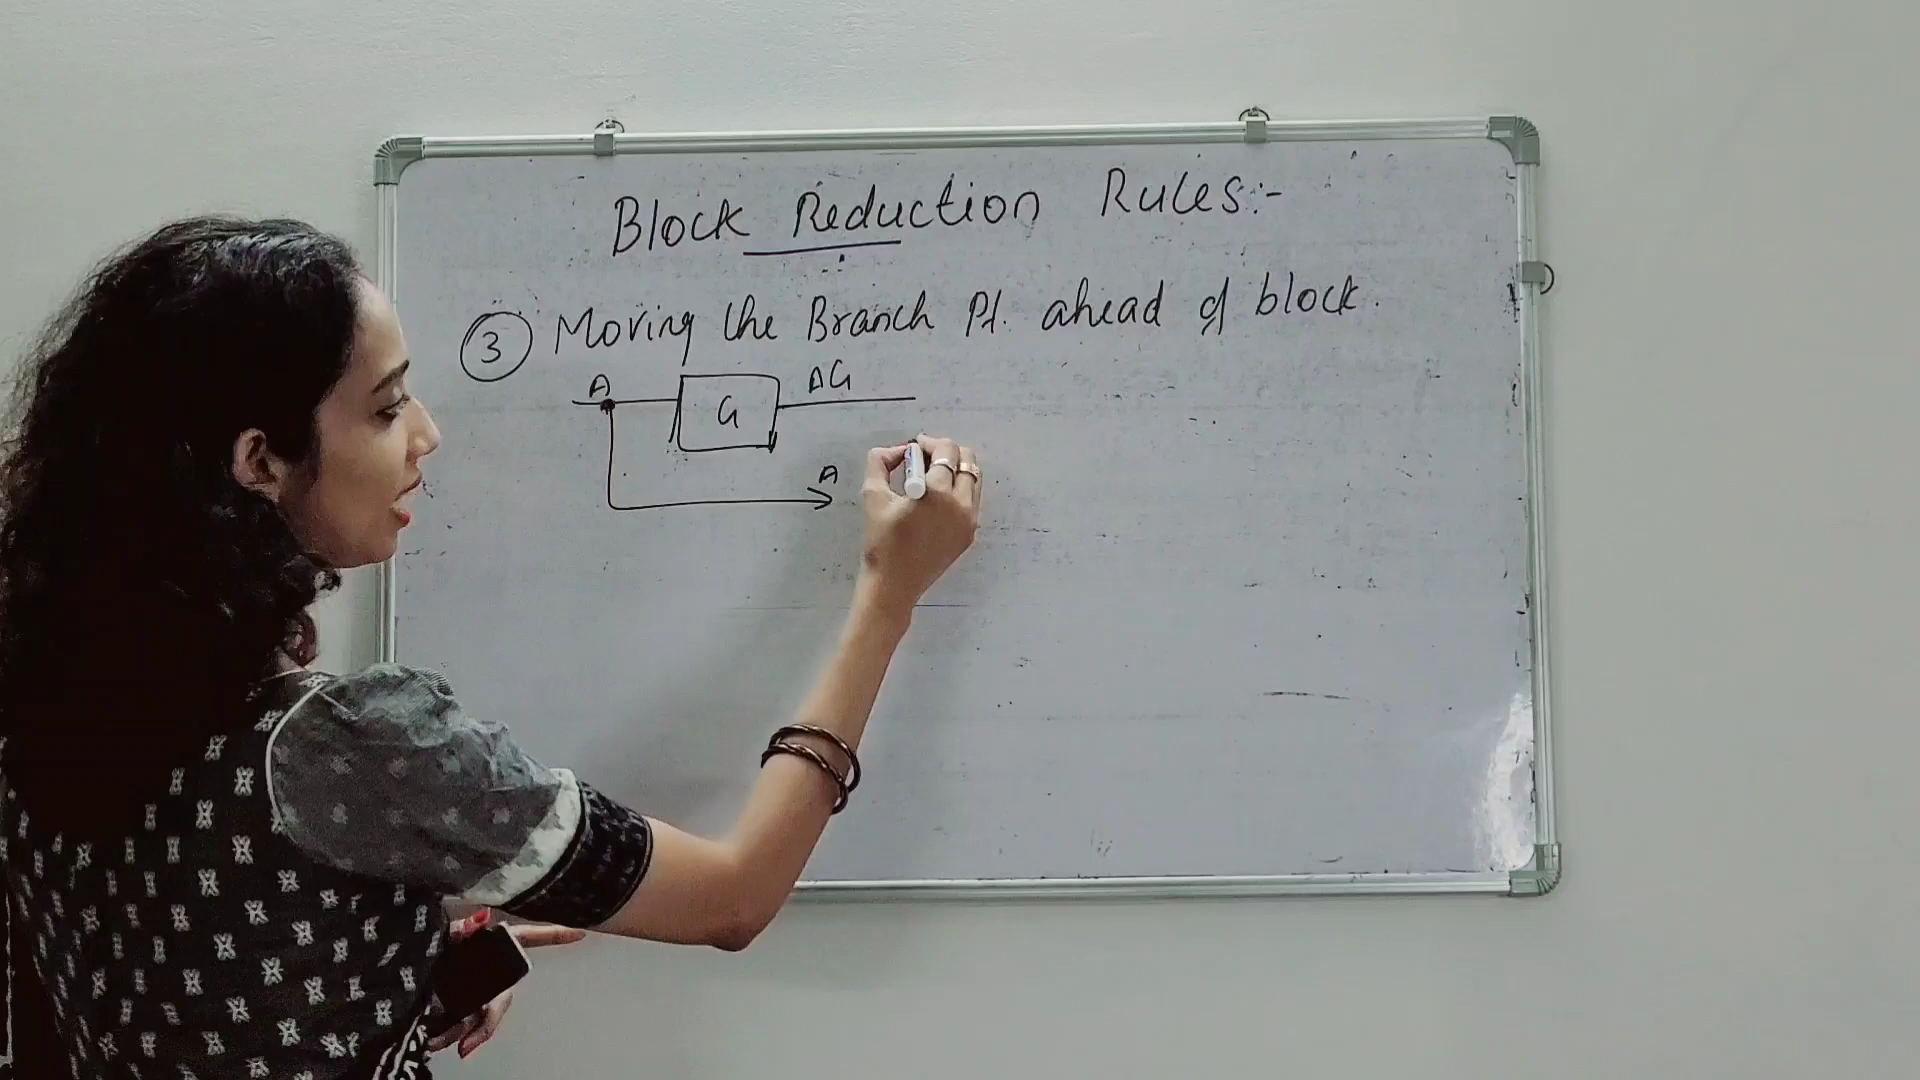 Block Reduction Rules:-
③ Moving the Branch Pt. ahead of block.
A G AG
A